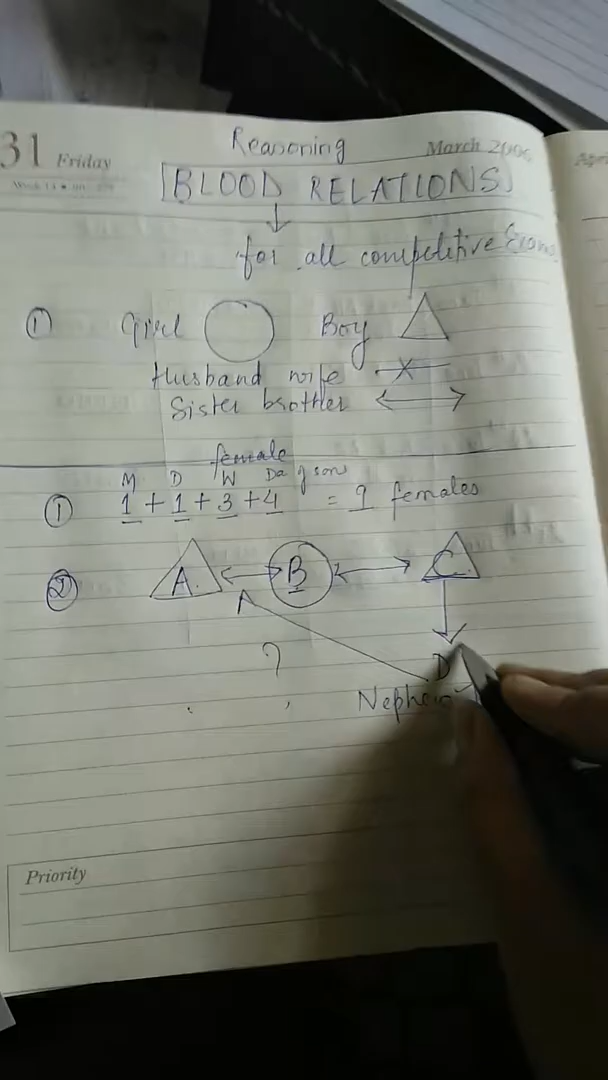 31 Friday
March 2006
Reasoning
BLOOD RELATIONS
for all competitive Exams
① Girl Boy
Husband wife
Sister brother
female
M D W Da g sons
① 1 + 1 + 3 + 4 = 9 females
② A. B C
A
?
D
Nephew
Priority